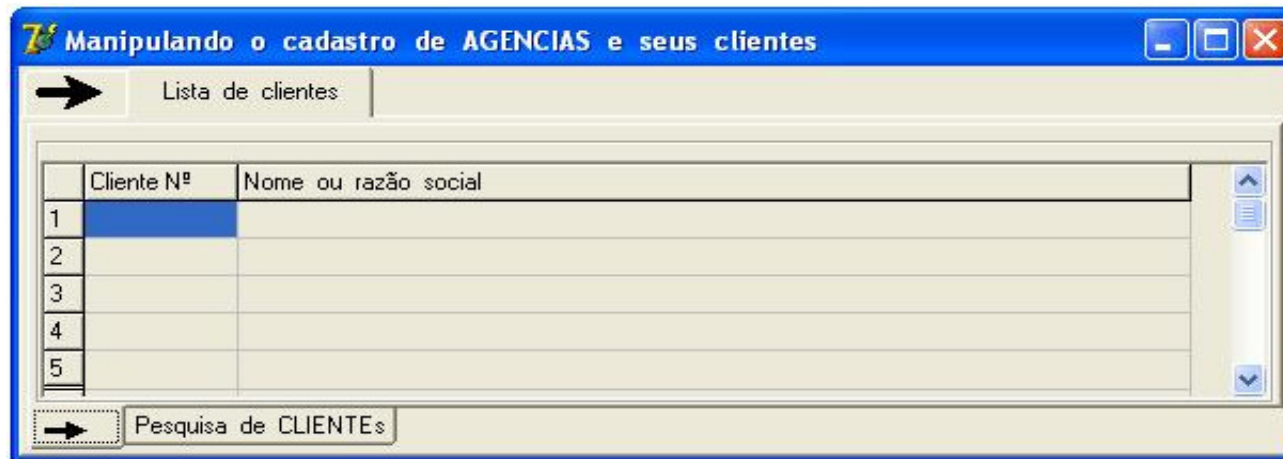 Manipulando o cadastro de AGENCIAS e seus clientes
Lista de clientes
Cliente Nº Nome ou razão social
1
2
3
4
5
Pesquisa de CLIENTEs